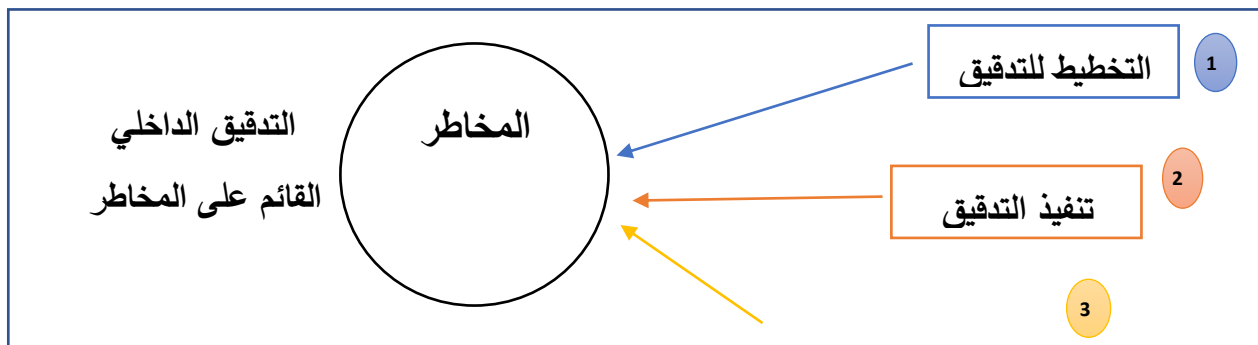 1
التخطيط للتدقيق
المخاطر
التدقيق الداخلي
القائم على المخاطر
2
تنفيذ التدقيق
3